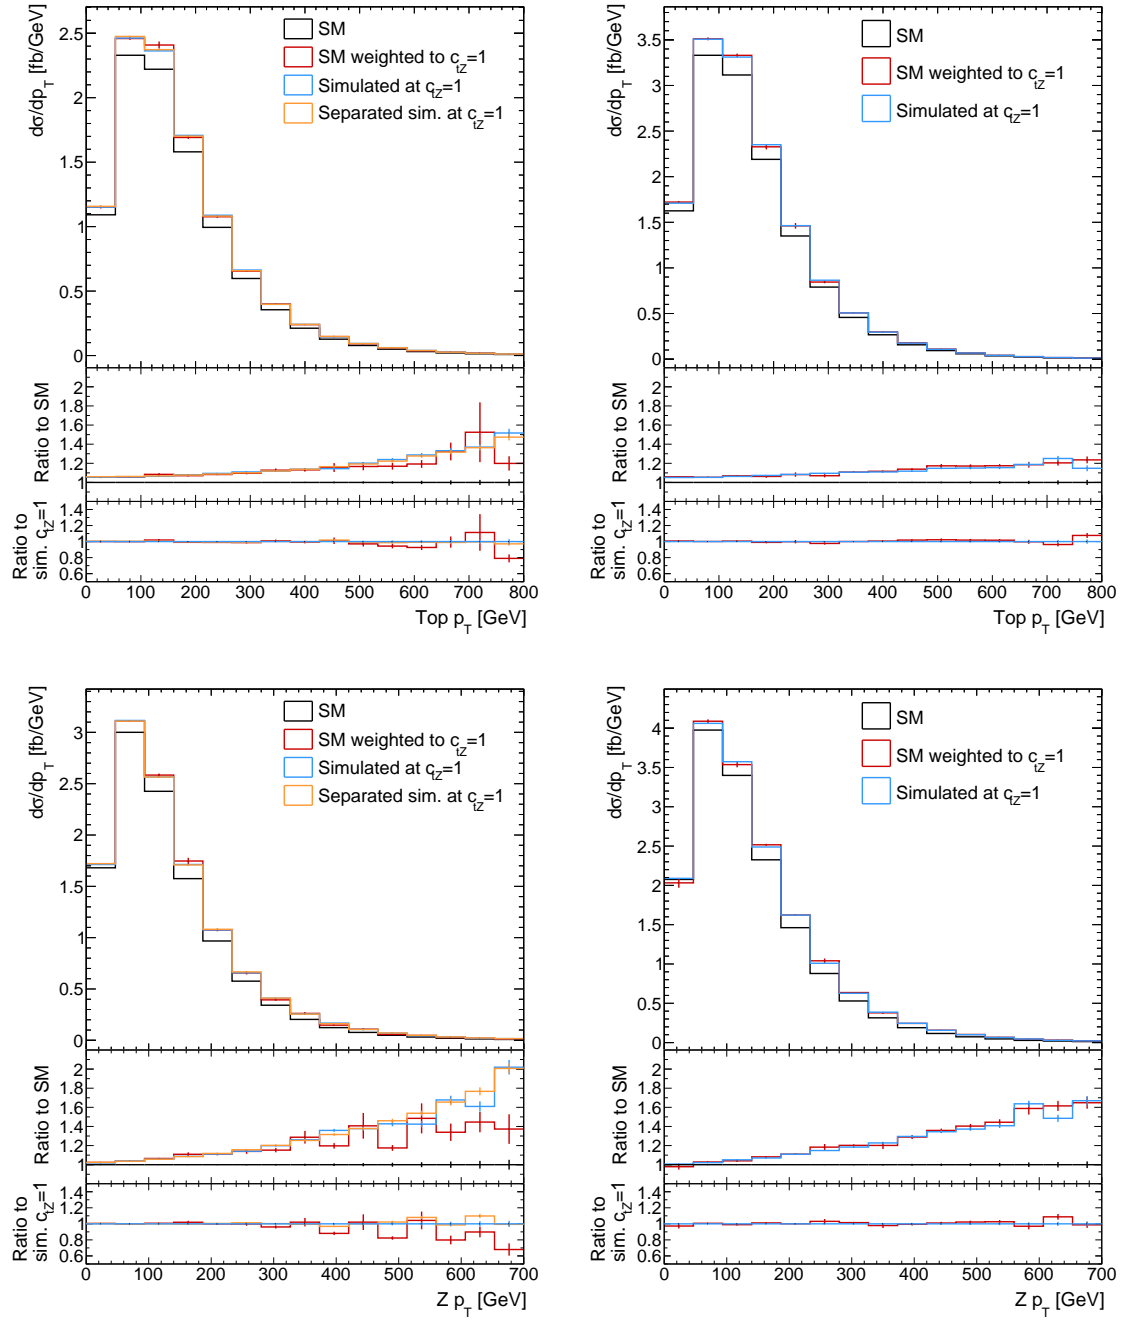 dσ/dp_T [fb/GeV]
SM
SM weighted to c_tZ=1
Simulated at c_tZ=1
Separated sim. at c_tZ=1
2.5
2
1.5
1
0.5
0
Ratio to SM
2
1.8
1.6
1.4
1.2
1
Ratio to
sim. c_tZ=1
1.4
1.2
1
0.8
0.6
0 100 200 300 400 500 600 700 800
Top p_T [GeV]
dσ/dp_T [fb/GeV]
SM
SM weighted to c_tZ=1
Simulated at c_tZ=1
3.5
3
2.5
2
1.5
1
0.5
0
Ratio to SM
2
1.8
1.6
1.4
1.2
1
Ratio to
sim. c_tZ=1
1.4
1.2
1
0.8
0.6
0 100 200 300 400 500 600 700 800
Top p_T [GeV]
dσ/dp_T [fb/GeV]
SM
SM weighted to c_tZ=1
Simulated at c_tZ=1
Separated sim. at c_tZ=1
3
2.5
2
1.5
1
0.5
0
Ratio to SM
2
1.8
1.6
1.4
1.2
1
Ratio to
sim. c_tZ=1
1.4
1.2
1
0.8
0.6
0 100 200 300 400 500 600 700
Z p_T [GeV]
dσ/dp_T [fb/GeV]
SM
SM weighted to c_tZ=1
Simulated at c_tZ=1
4
3.5
3
2.5
2
1.5
1
0.5
0
Ratio to SM
2
1.8
1.6
1.4
1.2
1
Ratio to
sim. c_tZ=1
1.4
1.2
1
0.8
0.6
0 100 200 300 400 500 600 700
Z p_T [GeV]